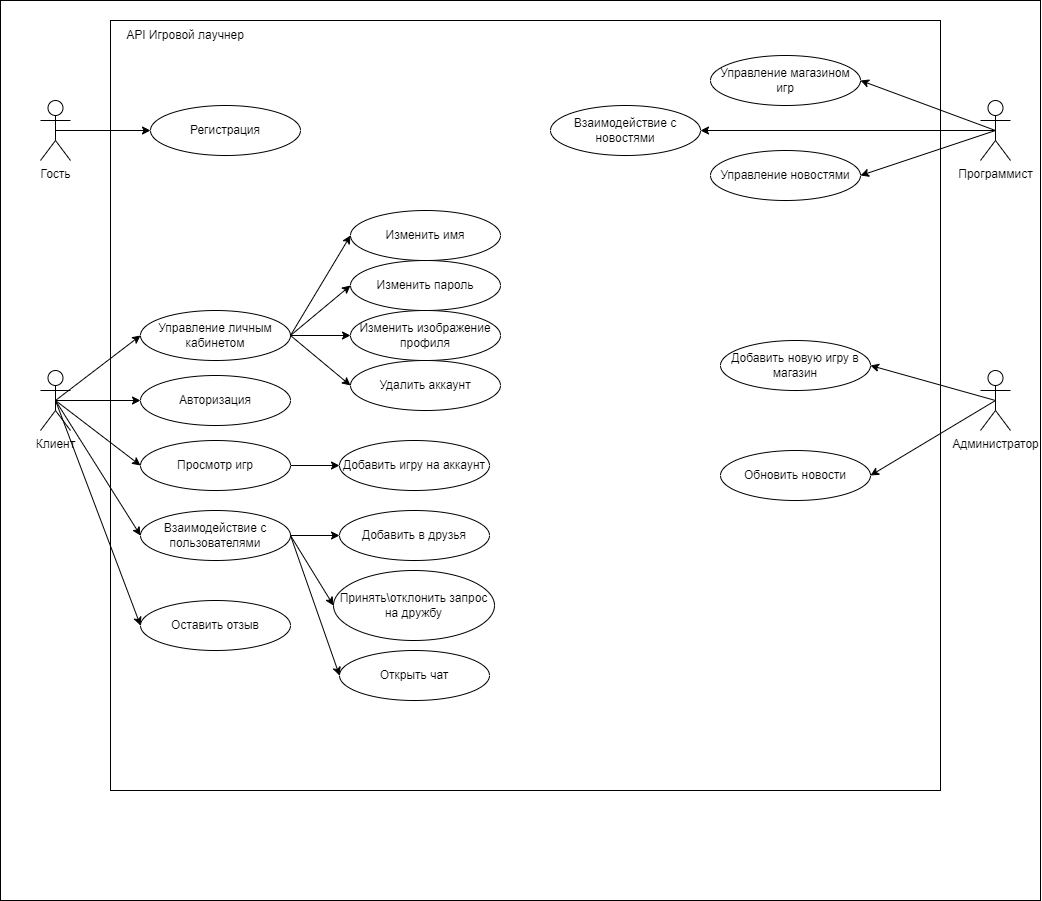 API Игровой лаучнер
Управление магазином
игр
Взаимодействие с
новостями
Регистрация
Управление новостями
Гость
Программист
Изменить имя
Изменить пароль
Управление личным
кабинетом
Изменить изображение
профиля
Добавить новую игру в
магазин
Удалить аккаунт
Авторизация
Клиент
Администратор
Просмотр игр
Добавить игру на аккаунт
Обновить новости
Взаимодействие с
пользователями
Добавить в друзья
Принять\отклонить запрос
на дружбу
Оставить отзыв
Открыть чат